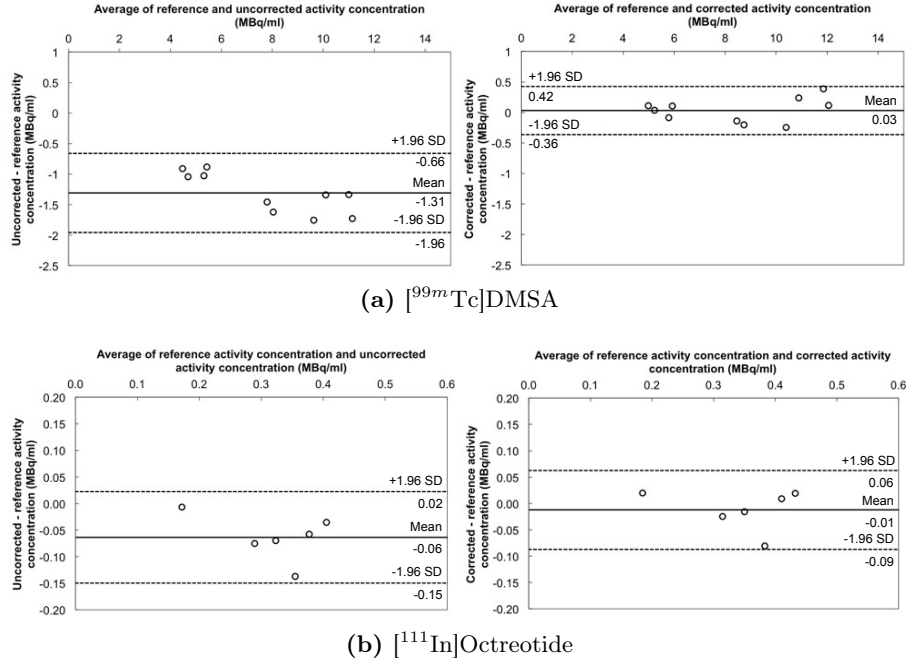 Average of reference and uncorrected activity concentration
(MBq/ml)
0 2 4 6 8 10 12 14
Uncorrected - reference activity
concentration (MBq/ml)
1
0.5
0
-0.5
-1
-1.5
-2
-2.5
+1.96 SD
-0.66
Mean
-1.31
-1.96 SD
-1.96
Average of reference and corrected activity concentration
(MBq/ml)
0 2 4 6 8 10 12 14
Corrected - reference activity
concentration (MBq/ml)
1
0.5
0
-0.5
-1
-1.5
-2
-2.5
+1.96 SD
0.42
Mean
0.03
-1.96 SD
-0.36
(a) [99mTc]DMSA
Average of reference activity concentration and uncorrected
activity concentration (MBq/ml)
0.0 0.1 0.2 0.3 0.4 0.5 0.6
Uncorrected - reference activity
concentration (MBq/ml)
0.20
0.15
0.10
0.05
0.00
-0.05
-0.10
-0.15
-0.20
+1.96 SD
0.02
Mean
-0.06
-1.96 SD
-0.15
Average of reference activity concentration and corrected activity
concentration (MBq/ml)
0.0 0.1 0.2 0.3 0.4 0.5 0.6
Corrected - reference activity
concentration (MBq/ml)
0.20
0.15
0.10
0.05
0.00
-0.05
-0.10
-0.15
-0.20
+1.96 SD
0.06
Mean
-0.01
-1.96 SD
-0.09
(b) [111In]Octreotide